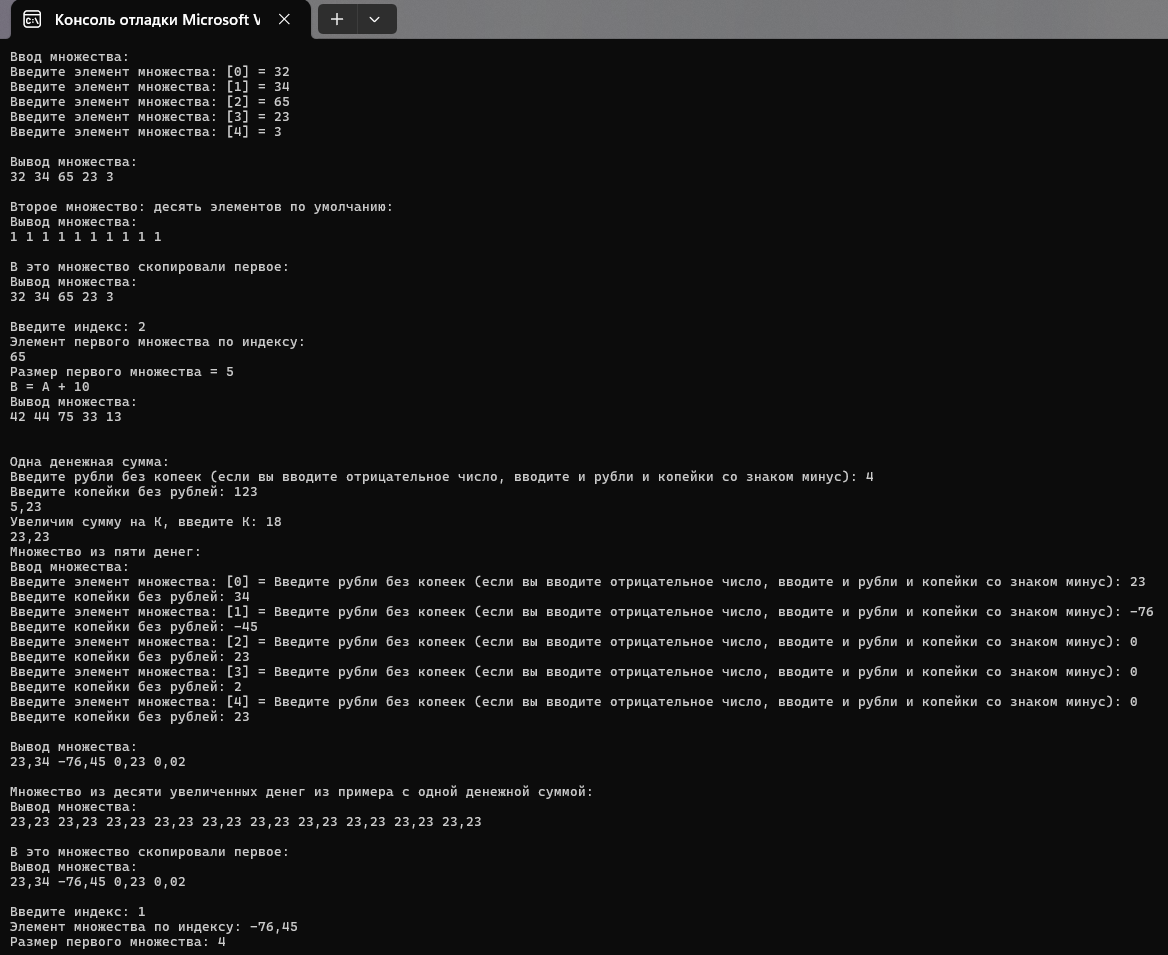 Консоль отладки Microsoft V
Ввод множества:
Введите элемент множества: [0] = 32
Введите элемент множества: [1] = 34
Введите элемент множества: [2] = 65
Введите элемент множества: [3] = 23
Введите элемент множества: [4] = 3
Вывод множества:
32 34 65 23 3
Второе множество: десять элементов по умолчанию:
Вывод множества:
1 1 1 1 1 1 1 1 1 1
В это множество скопировали первое:
Вывод множества:
32 34 65 23 3
Введите индекс: 2
Элемент первого множества по индексу:
65
Размер первого множества = 5
B = A + 10
Вывод множества:
42 44 75 33 13
Одна денежная сумма:
Введите рубли без копеек (если вы вводите отрицательное число, вводите и рубли и копейки со знаком минус): 4
Введите копейки без рублей: 123
5,23
Увеличим сумму на К, введите К: 18
23,23
Множество из пяти денег:
Ввод множества:
Введите элемент множества: [0] = Введите рубли без копеек (если вы вводите отрицательное число, вводите и рубли и копейки со знаком минус): 23
Введите копейки без рублей: 34
Введите элемент множества: [1] = Введите рубли без копеек (если вы вводите отрицательное число, вводите и рубли и копейки со знаком минус): -76
Введите копейки без рублей: -45
Введите элемент множества: [2] = Введите рубли без копеек (если вы вводите отрицательное число, вводите и рубли и копейки со знаком минус): 0
Введите копейки без рублей: 23
Введите элемент множества: [3] = Введите рубли без копеек (если вы вводите отрицательное число, вводите и рубли и копейки со знаком минус): 0
Введите копейки без рублей: 2
Введите элемент множества: [4] = Введите рубли без копеек (если вы вводите отрицательное число, вводите и рубли и копейки со знаком минус): 0
Введите копейки без рублей: 23
Вывод множества:
23,34 -76,45 0,23 0,02
Множество из десяти увеличенных денег из примера с одной денежной суммой:
Вывод множества:
23,23 23,23 23,23 23,23 23,23 23,23 23,23 23,23 23,23 23,23
В это множество скопировали первое:
Вывод множества:
23,34 -76,45 0,23 0,02
Введите индекс: 1
Элемент множества по индексу: -76,45
Размер первого множества: 4